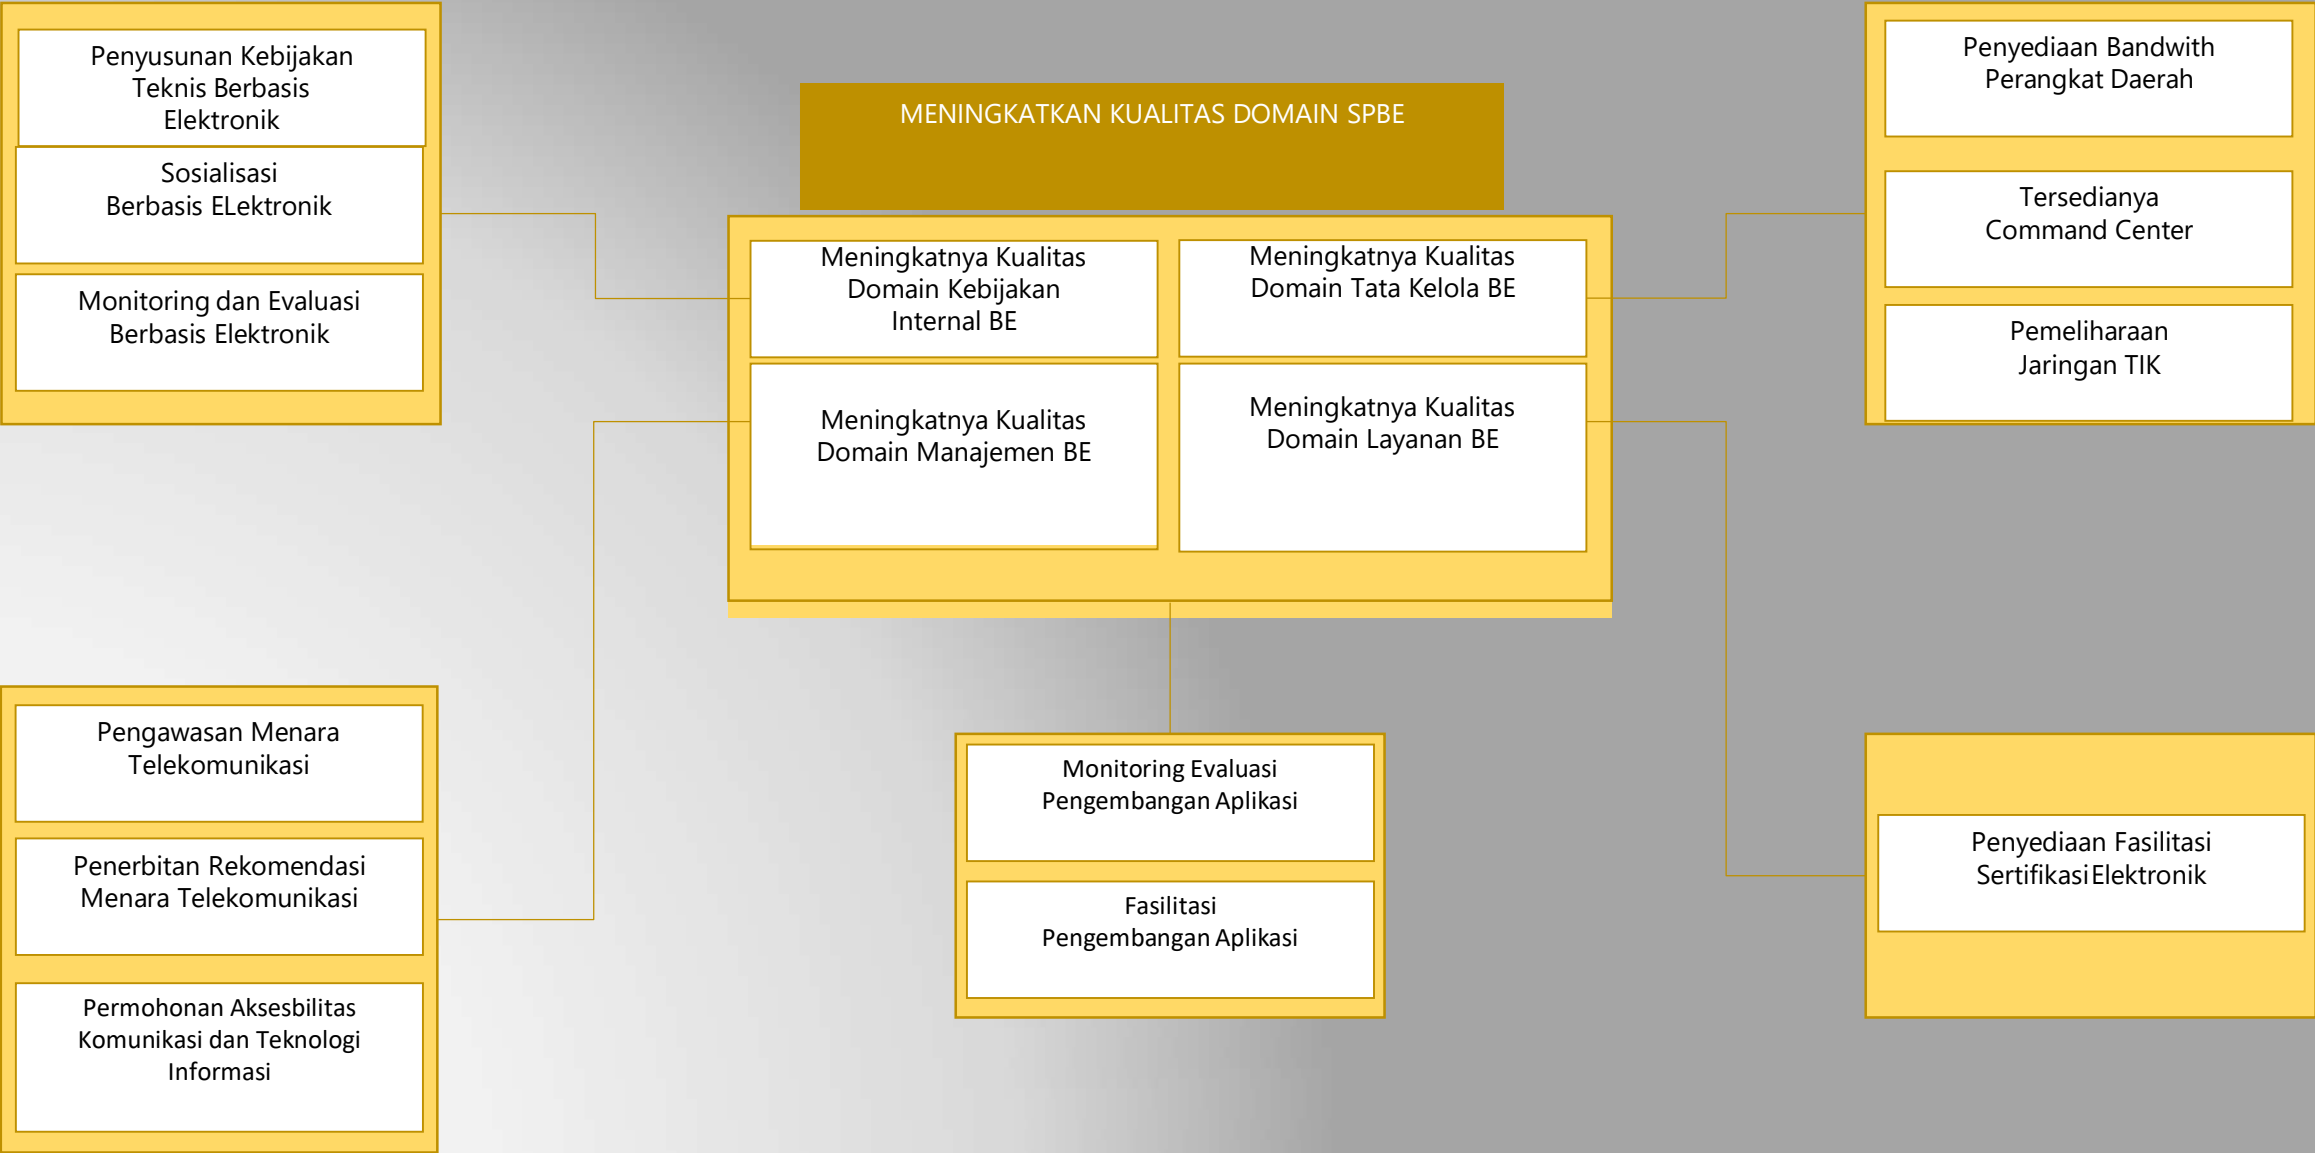 Penyusunan Kebijakan
Teknis Berbasis
Elektronik
Sosialisasi
Berbasis ELektronik
Monitoring dan Evaluasi
Berbasis Elektronik
MENINGKATKAN KUALITAS DOMAIN SPBE
Meningkatnya Kualitas
Domain Kebijakan
Internal BE
Meningkatnya Kualitas
Domain Tata Kelola BE
Meningkatnya Kualitas
Domain Manajemen BE
Meningkatnya Kualitas
Domain Layanan BE
Penyediaan Bandwith
Perangkat Daerah
Tersedianya
Command Center
Pemeliharaan
Jaringan TIK
Pengawasan Menara
Telekomunikasi
Penerbitan Rekomendasi
Menara Telekomunikasi
Permohonan Aksesbilitas
Komunikasi dan Teknologi
Informasi
Monitoring Evaluasi
Pengembangan Aplikasi
Fasilitasi
Pengembangan Aplikasi
Penyediaan Fasilitasi
Sertifikasi Elektronik